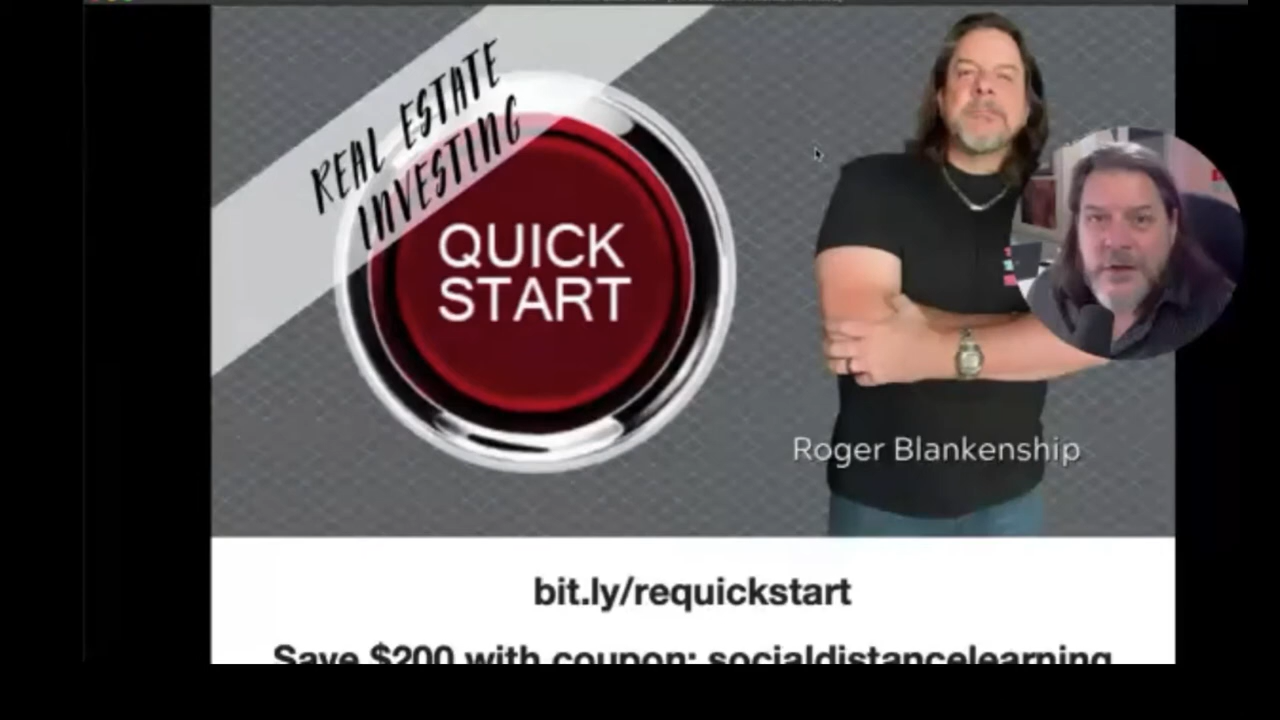 REAL ESTATE
INVESTING
QUICK
START
Roger Blankenship
bit.ly/requickstart
Save $200 with coupon: socialdistancelearning